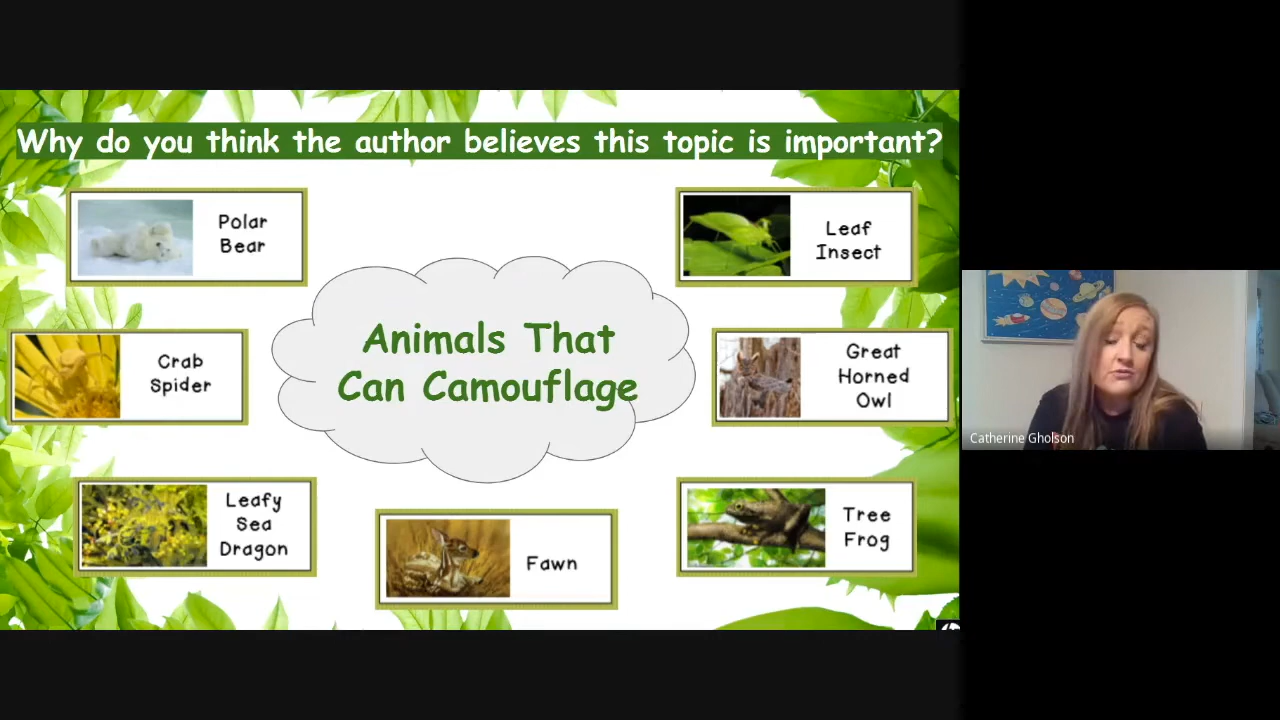 Why do you think the author believes this topic is important?
Polar
Bear
Leaf
Insect
Animals That
Can Camouflage
Crab
Spider
Great
Horned
Owl
Leafy
Sea
Dragon
Fawn
Tree
Frog
Catherine Gholson